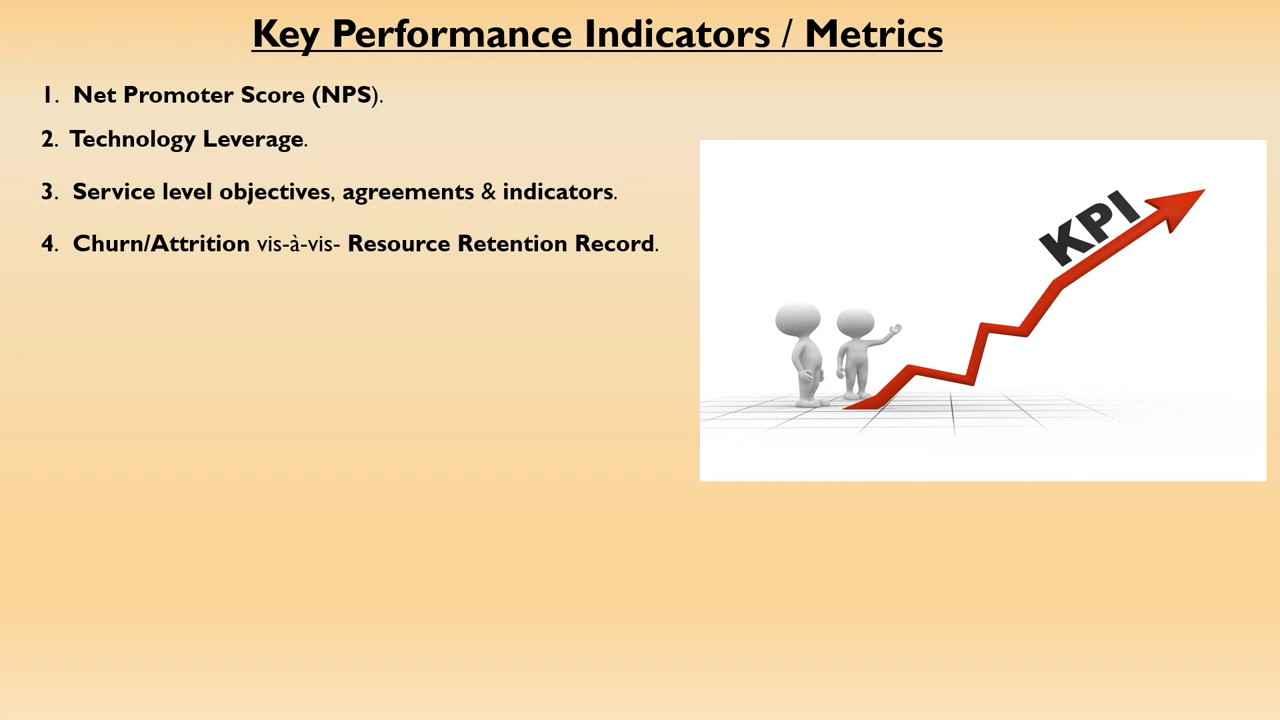 Key Performance Indicators / Metrics
1. Net Promoter Score (NPS).
2. Technology Leverage.
3. Service level objectives, agreements & indicators.
4. Churn/Attrition vis-à-vis- Resource Retention Record.
KPI